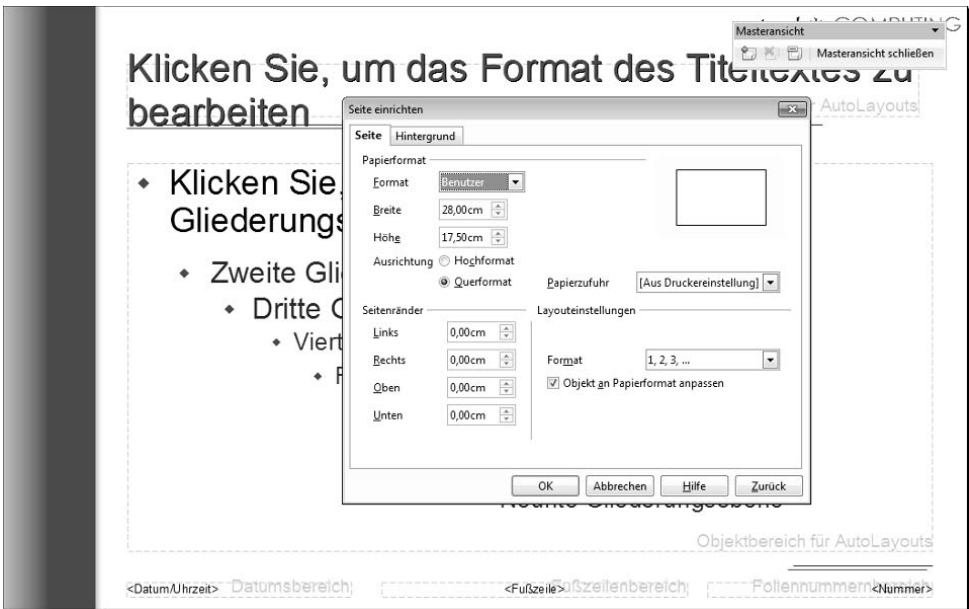 COMPUTING
Masteransicht
Masteransicht schließen
Klicken Sie, um das Format des Titeltextes zu
bearbeiten
r AutoLayouts
Seite einrichten
Seite Hintergrund
Papierformat
Format Benutzer
Breite 28,00cm
Höhe 17,50cm
Ausrichtung Hochformat
Querformat
Papierzufuhr [Aus Druckereinstellung]
Seitenränder
Links 0,00cm
Rechts 0,00cm
Oben 0,00cm
Unten 0,00cm
Layouteinstellungen
Format 1, 2, 3, ...
Objekt an Papierformat anpassen
OK Abbrechen Hilfe Zurück
Klicken Sie,
Gliederungs
Zweite Gli
Dritte G
Viert
F
Neunte Gliederungsebene
Objektbereich für AutoLayouts
<Datum/Uhrzeit> Datumsbereich
<Fußzeile> Fußzeilenbereich
Foliennummernbereich <Nummer>